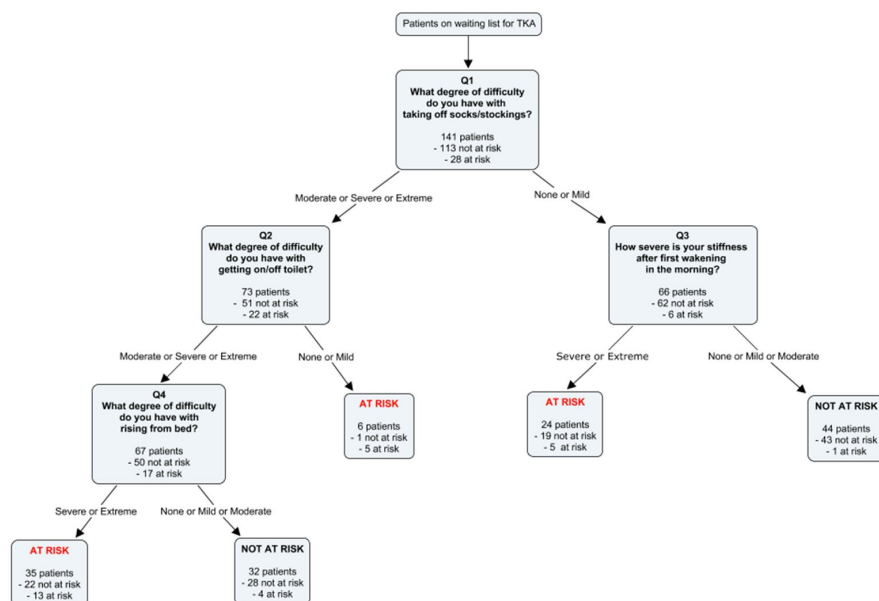 Patients on waiting list for TKA
Q1
What degree of difficulty
do you have with
taking off socks/stockings?
141 patients
- 113 not at risk
- 28 at risk
Moderate or Severe or Extreme
None or Mild
Q2
What degree of difficulty
do you have with
getting on/off toilet?
73 patients
- 51 not at risk
- 22 at risk
Q3
How severe is your stiffness
after first wakening
in the morning?
66 patients
- 62 not at risk
- 6 at risk
Moderate or Severe or Extreme
None or Mild
Severe or Extreme
None or Mild or Moderate
Q4
What degree of difficulty
do you have with
rising from bed?
67 patients
- 50 not at risk
- 17 at risk
AT RISK
6 patients
- 1 not at risk
- 5 at risk
AT RISK
24 patients
- 19 not at risk
- 5 at risk
NOT AT RISK
44 patients
- 43 not at risk
- 1 at risk
Severe or Extreme
None or Mild or Moderate
AT RISK
35 patients
- 22 not at risk
- 13 at risk
NOT AT RISK
32 patients
- 28 not at risk
- 4 at risk